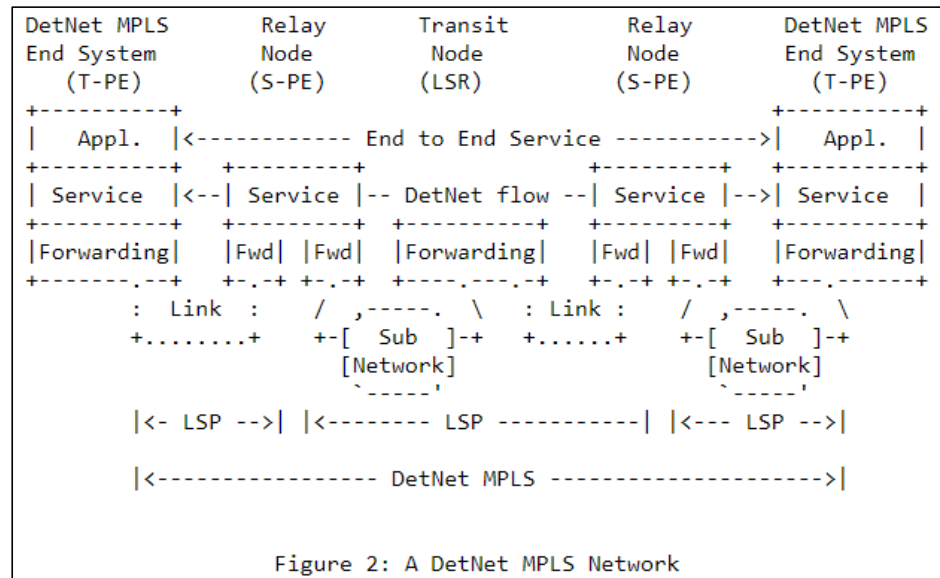 DetNet MPLS       Relay       Transit         Relay       DetNet MPLS
End System        Node         Node           Node        End System
   (T-PE)        (S-PE)       (LSR)          (S-PE)         (T-PE)
+----------+                                             +----------+
|   Appl.  |<------------ End to End Service ----------->|   Appl.  |
+----------+   +---------+                  +---------+  +----------+
| Service  |<--| Service |-- DetNet flow --| Service |-->| Service  |
+----------+   +---------+  +----------+   +---------+   +----------+
|Forwarding|   |Fwd| |Fwd|  |Forwarding|   |Fwd| |Fwd|   |Forwarding|
+-------.--+   +-.-+ +-.-+  +----.---.-+   +-.-+ +-.-+   +---.------+
        :  Link  :    /  ,-----.  \   : Link :    /  ,-----.  \
        +........+    +-[  Sub  ]-+   +......+    +-[  Sub  ]-+
                        [Network]                   [Network]
                         `-----'                     `-----'
        |<- LSP -->| |<-------- LSP -----------| |<--- LSP -->|
        |<----------------- DetNet MPLS --------------------->|
Figure 2: A DetNet MPLS Network